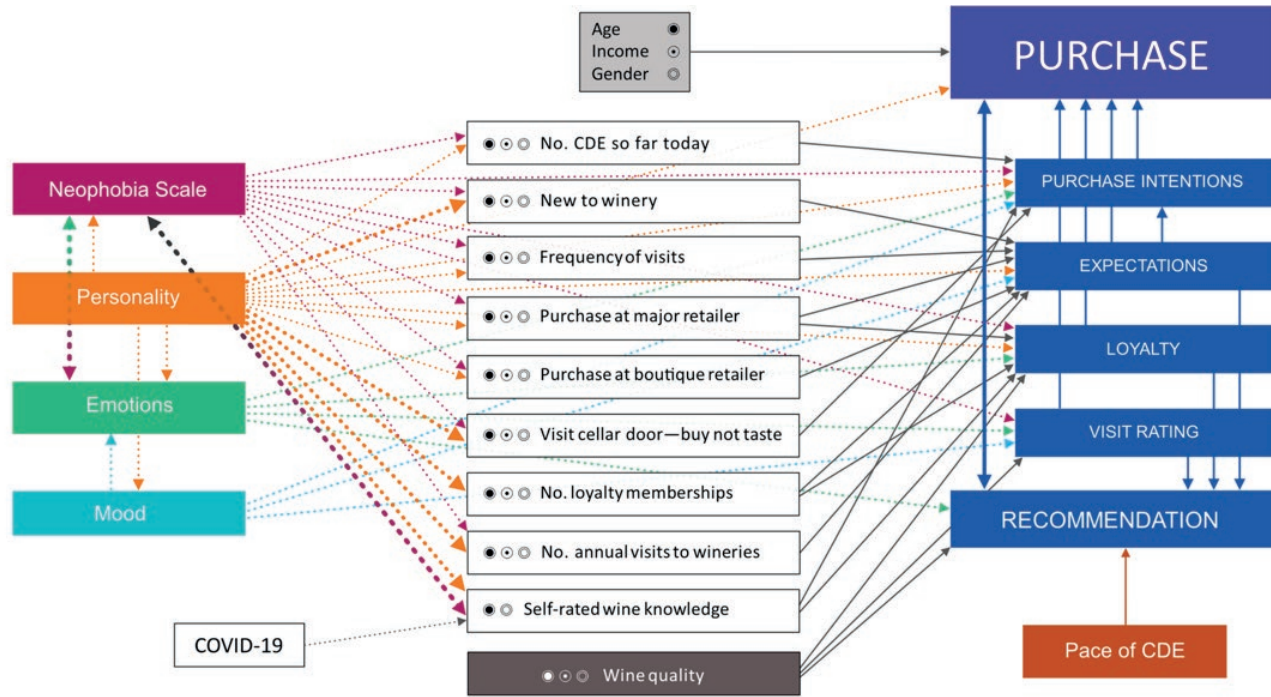 Age
Income
Gender
PURCHASE
No. CDE so far today
Neophobia Scale
PURCHASE INTENTIONS
New to winery
Frequency of visits
EXPECTATIONS
Personality
Purchase at major retailer
LOYALTY
Purchase at boutique retailer
Emotions
Visit cellar door—buy not taste
VISIT RATING
No. loyalty memberships
Mood
RECOMMENDATION
No. annual visits to wineries
Self-rated wine knowledge
COVID-19
Pace of CDE
Wine quality